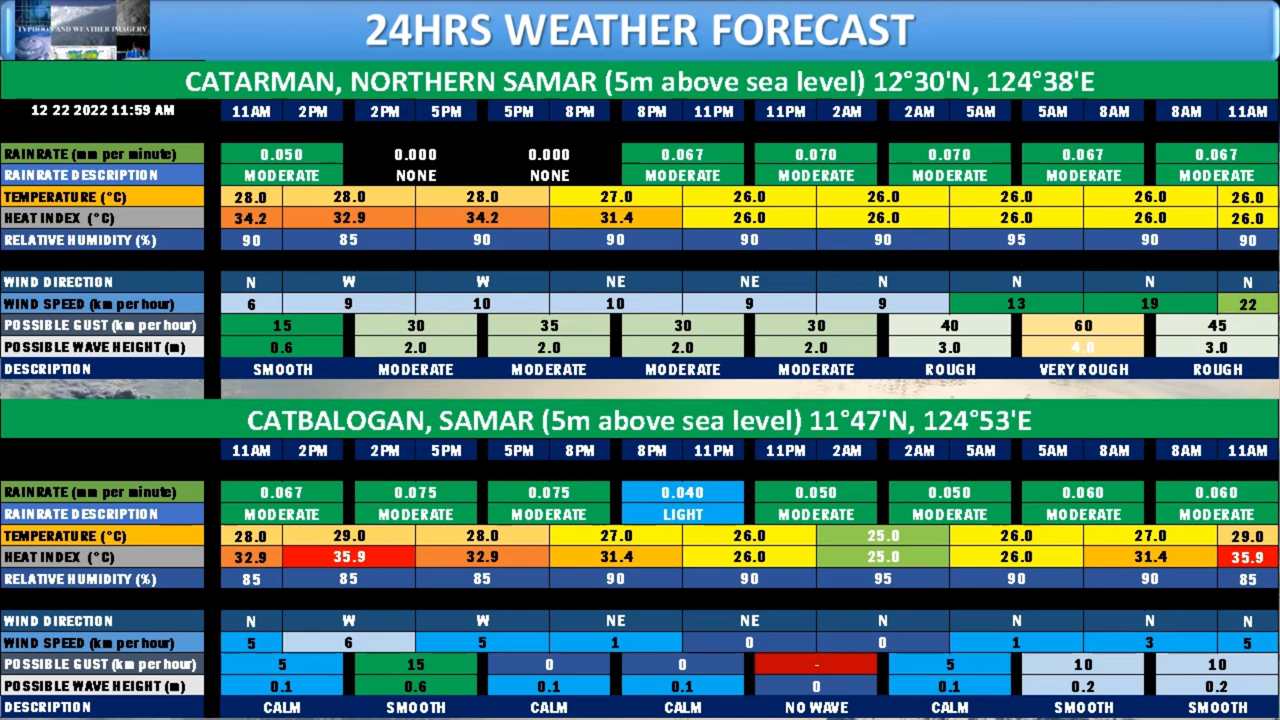 TYPHOON AND WEATHER IMAGERY
24HRS WEATHER FORECAST
CATARMAN, NORTHERN SAMAR (5m above sea level) 12°30'N, 124°38'E
12 22 2022 11:59 AM 11AM 2PM 2PM 5PM 5PM 8PM 8PM 11PM 11PM 2AM 2AM 5AM 5AM 8AM 8AM 11AM
RAINRATE (mm per minute) 0.050 0.000 0.000 0.067 0.070 0.070 0.067 0.067
RAINRATE DESCRIPTION MODERATE NONE NONE MODERATE MODERATE MODERATE MODERATE MODERATE
TEMPERATURE (°C) 28.0 28.0 28.0 27.0 26.0 26.0 26.0 26.0 26.0
HEAT INDEX (°C) 34.2 32.9 34.2 31.4 26.0 26.0 26.0 26.0 26.0
RELATIVE HUMIDITY (%) 90 85 90 90 90 90 95 90 90
WIND DIRECTION N W W NE NE N N N N
WIND SPEED (km per hour) 6 9 10 10 9 9 13 19 22
POSSIBLE GUST (km per hour) 15 30 35 30 30 40 60 45
POSSIBLE WAVE HEIGHT (m) 0.6 2.0 2.0 2.0 2.0 3.0 4.0 3.0
DESCRIPTION SMOOTH MODERATE MODERATE MODERATE MODERATE ROUGH VERY ROUGH ROUGH
CATBALOGAN, SAMAR (5m above sea level) 11°47'N, 124°53'E
11AM 2PM 2PM 5PM 5PM 8PM 8PM 11PM 11PM 2AM 2AM 5AM 5AM 8AM 8AM 11AM
RAINRATE (mm per minute) 0.067 0.075 0.075 0.040 0.050 0.050 0.060 0.060
RAINRATE DESCRIPTION MODERATE MODERATE MODERATE LIGHT MODERATE MODERATE MODERATE MODERATE
TEMPERATURE (°C) 28.0 29.0 28.0 27.0 26.0 25.0 26.0 27.0 29.0
HEAT INDEX (°C) 32.9 35.9 32.9 31.4 26.0 25.0 26.0 31.4 35.9
RELATIVE HUMIDITY (%) 85 85 85 90 90 95 90 90 85
WIND DIRECTION N W W NE NE N N N N
WIND SPEED (km per hour) 5 6 5 1 0 0 1 3 5
POSSIBLE GUST (km per hour) 5 15 0 0 - 5 10 10
POSSIBLE WAVE HEIGHT (m) 0.1 0.6 0.1 0.1 0 0.1 0.2 0.2
DESCRIPTION CALM SMOOTH CALM CALM NO WAVE CALM SMOOTH SMOOTH